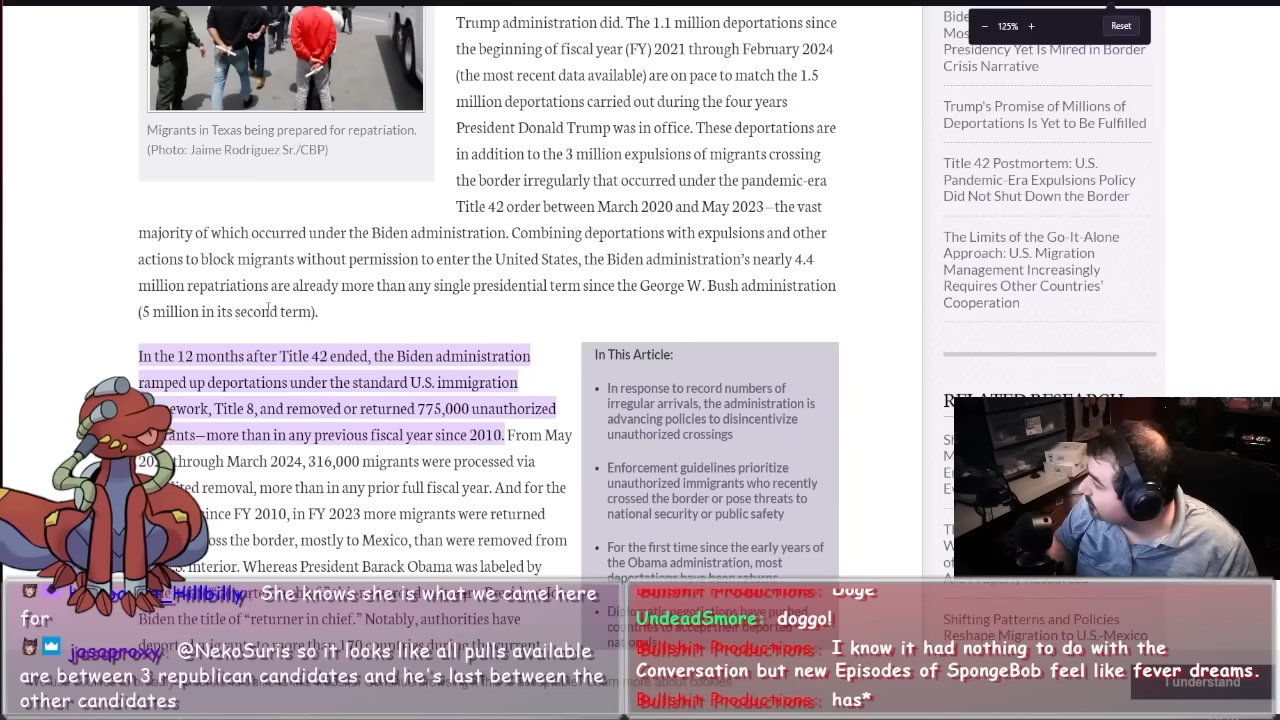 Migrants in Texas being prepared for repatriation.
(Photo: Jaime Rodriguez Sr./CBP)
Trump administration did. The 1.1 million deportations since
the beginning of fiscal year (FY) 2021 through February 2024
(the most recent data available) are on pace to match the 1.5
million deportations carried out during the four years
President Donald Trump was in office. These deportations are
in addition to the 3 million expulsions of migrants crossing
the border irregularly that occurred under the pandemic-era
Title 42 order between March 2020 and May 2023—the vast
majority of which occurred under the Biden administration. Combining deportations with expulsions and other
actions to block migrants without permission to enter the United States, the Biden administration's nearly 4.4
million repatriations are already more than any single presidential term since the George W. Bush administration
(5 million in its second term).
In the 12 months after Title 42 ended, the Biden administration
ramped up deportations under the standard U.S. immigration
ework, Title 8, and removed or returned 775,000 unauthorized
ants—more than in any previous fiscal year since 2010. From May
through March 2024, 316,000 migrants were processed via
removal, more than in any prior full fiscal year. And for the
since FY 2010, in FY 2023 more migrants were returned
oss the border, mostly to Mexico, than were removed from
interior. Whereas President Barack Obama was labeled by
Biden the title of "returner in chief." Notably, authorities have
In This Article:
• In response to record numbers of
irregular arrivals, the administration is
advancing policies to disincentivize
unauthorized crossings
• Enforcement guidelines prioritize
unauthorized immigrants who recently
crossed the border or pose threats to
national security or public safety
• For the first time since the early years of
the Obama administration, most
deportations have been returns
− 125% +
Reset
Presidency Yet Is Mired in Border
Crisis Narrative
Trump's Promise of Millions of
Deportations Is Yet to Be Fulfilled
Title 42 Postmortem: U.S.
Pandemic-Era Expulsions Policy
Did Not Shut Down the Border
The Limits of the Go-It-Alone
Approach: U.S. Migration
Management Increasingly
Requires Other Countries'
Cooperation
RELATED RESEARCH
Shifting Patterns and Policies
Reshape Migration to U.S.-Mexico
I understand
_Hillbilly She knows she is what we came here
for
jasaproxy: @NekoSuris so it looks like all pulls available
are between 3 republican candidates and he's last between the
other candidates
Bullshit Productions: Doge
UndeadSmore: doggo!
Bullshit Productions: I know it had nothing to do with the
Conversation but new Episodes of SpongeBob feel like fever dreams.
Bullshit Productions: has*